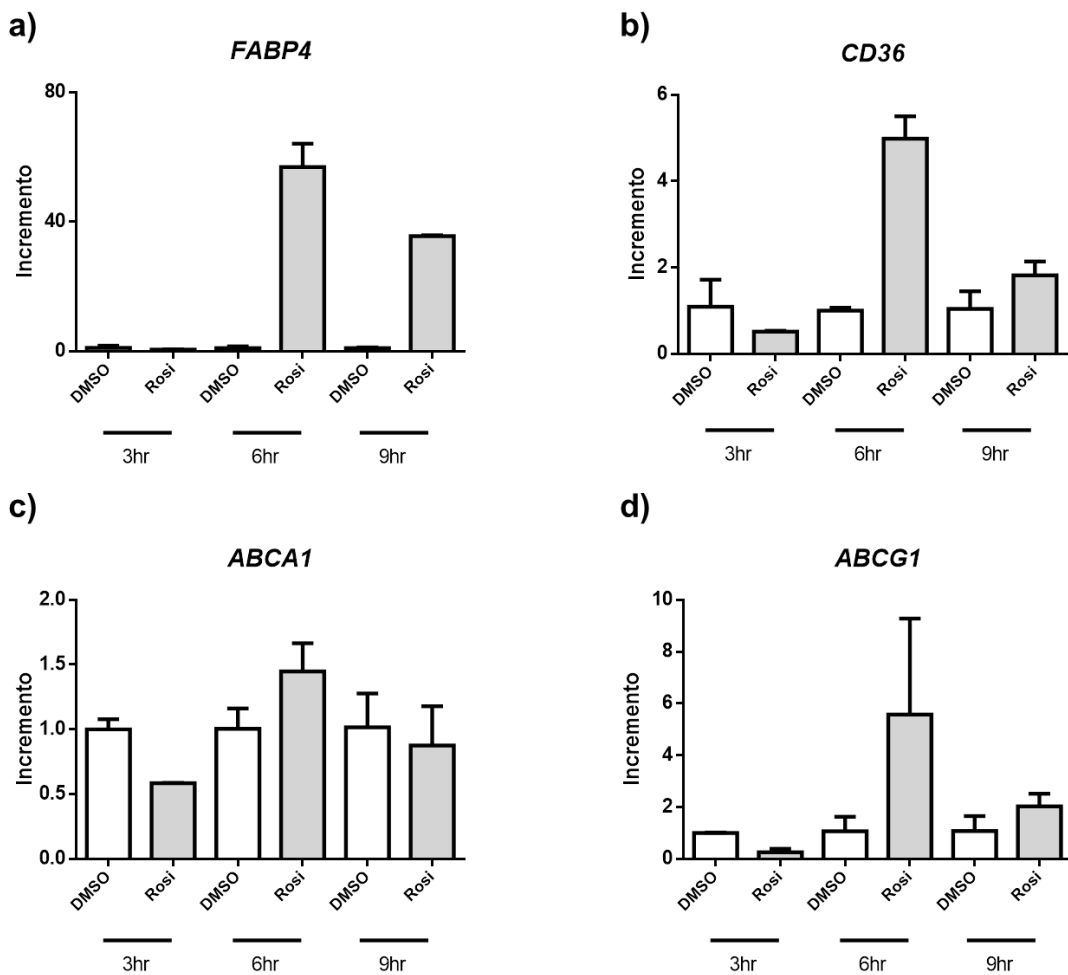 a)
FABP4
Incremento
80
40
0
DMSO Rosi DMSO Rosi DMSO Rosi
3hr 6hr 9hr
b)
CD36
Incremento
6
4
2
0
DMSO Rosi DMSO Rosi DMSO Rosi
3hr 6hr 9hr
c)
ABCA1
Incremento
2.0
1.5
1.0
0.5
0.0
DMSO Rosi DMSO Rosi DMSO Rosi
3hr 6hr 9hr
d)
ABCG1
Incremento
10
8
6
4
2
0
DMSO Rosi DMSO Rosi DMSO Rosi
3hr 6hr 9hr